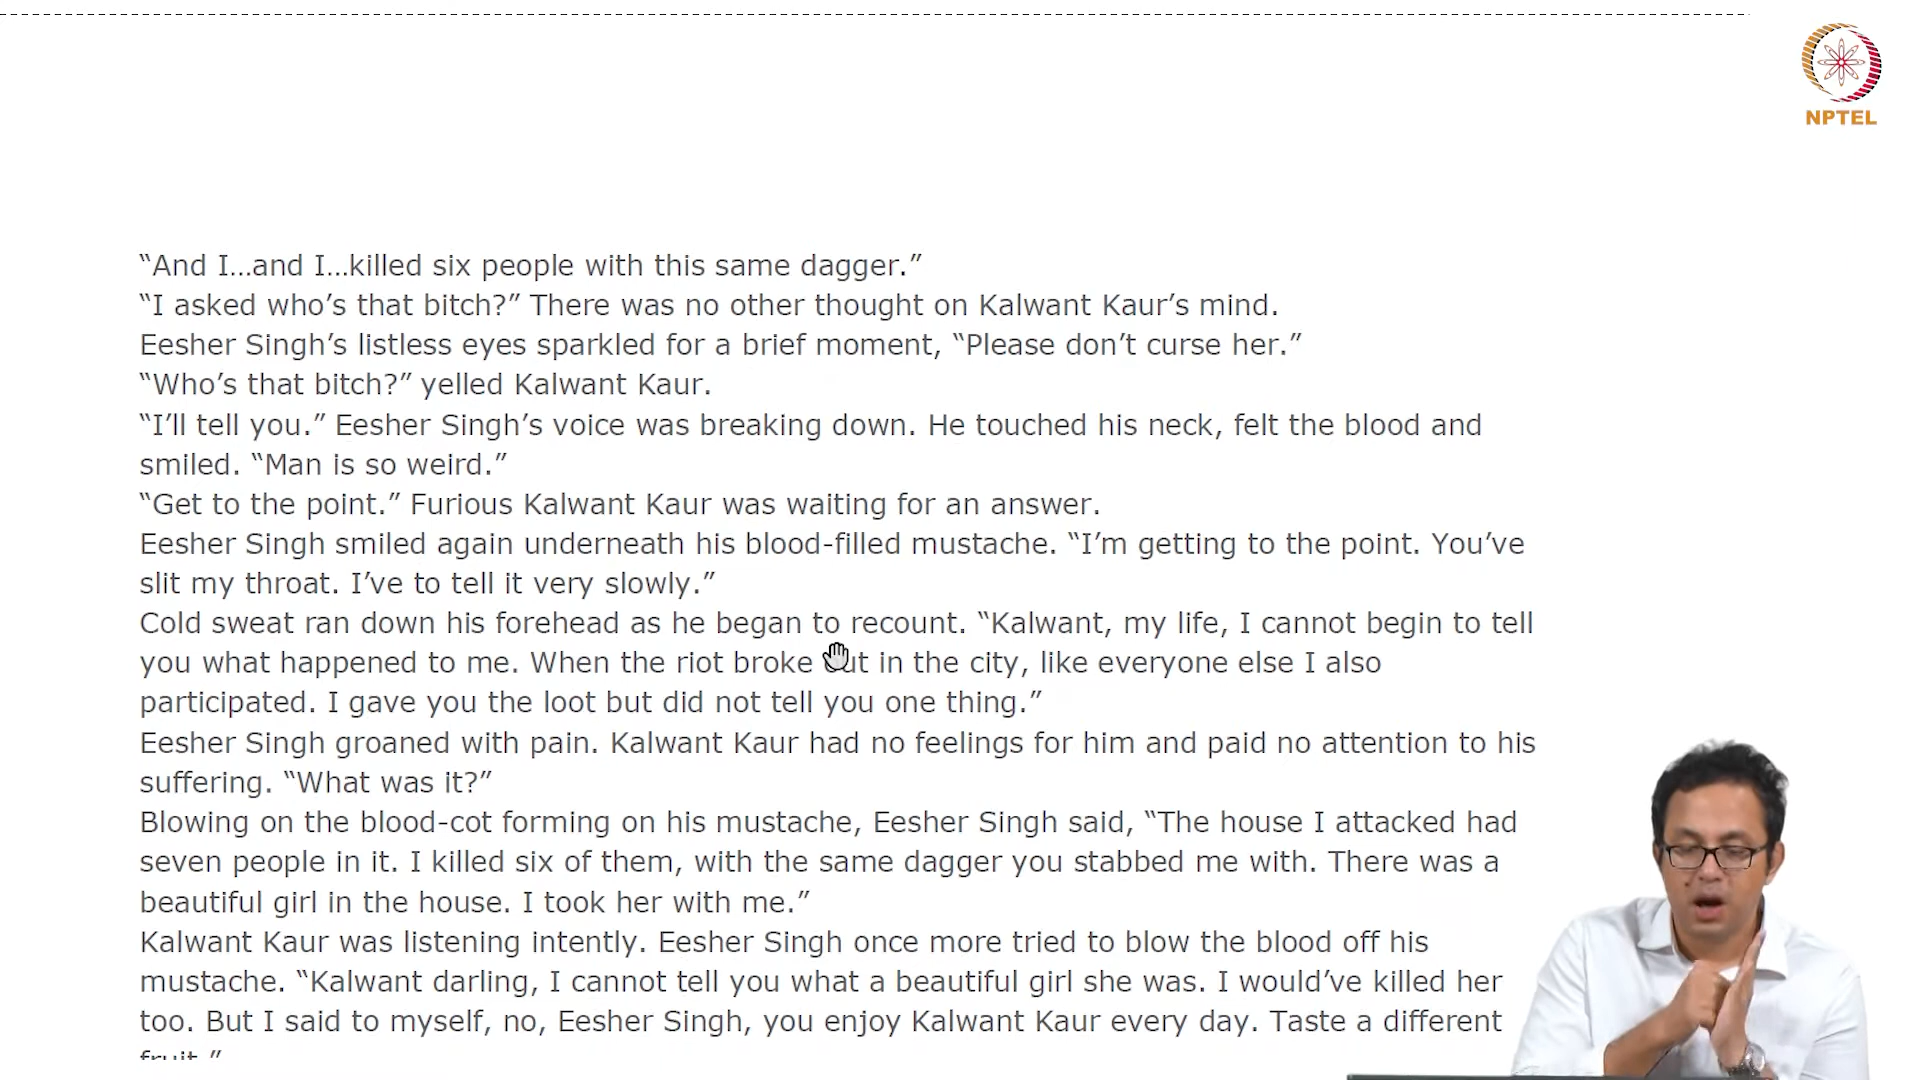 NPTEL
“And I...and I...killed six people with this same dagger.”
“I asked who’s that bitch?” There was no other thought on Kalwant Kaur’s mind.
Eesher Singh’s listless eyes sparkled for a brief moment, “Please don’t curse her.”
“Who’s that bitch?” yelled Kalwant Kaur.
“I’ll tell you.” Eesher Singh’s voice was breaking down. He touched his neck, felt the blood and
smiled. “Man is so weird.”
“Get to the point.” Furious Kalwant Kaur was waiting for an answer.
Eesher Singh smiled again underneath his blood-filled mustache. “I’m getting to the point. You’ve
slit my throat. I’ve to tell it very slowly.”
Cold sweat ran down his forehead as he began to recount. “Kalwant, my life, I cannot begin to tell
you what happened to me. When the riot broke out in the city, like everyone else I also
participated. I gave you the loot but did not tell you one thing.”
Eesher Singh groaned with pain. Kalwant Kaur had no feelings for him and paid no attention to his
suffering. “What was it?”
Blowing on the blood-cot forming on his mustache, Eesher Singh said, “The house I attacked had
seven people in it. I killed six of them, with the same dagger you stabbed me with. There was a
beautiful girl in the house. I took her with me.”
Kalwant Kaur was listening intently. Eesher Singh once more tried to blow the blood off his
mustache. “Kalwant darling, I cannot tell you what a beautiful girl she was. I would’ve killed her
too. But I said to myself, no, Eesher Singh, you enjoy Kalwant Kaur every day. Taste a different
fruit.”